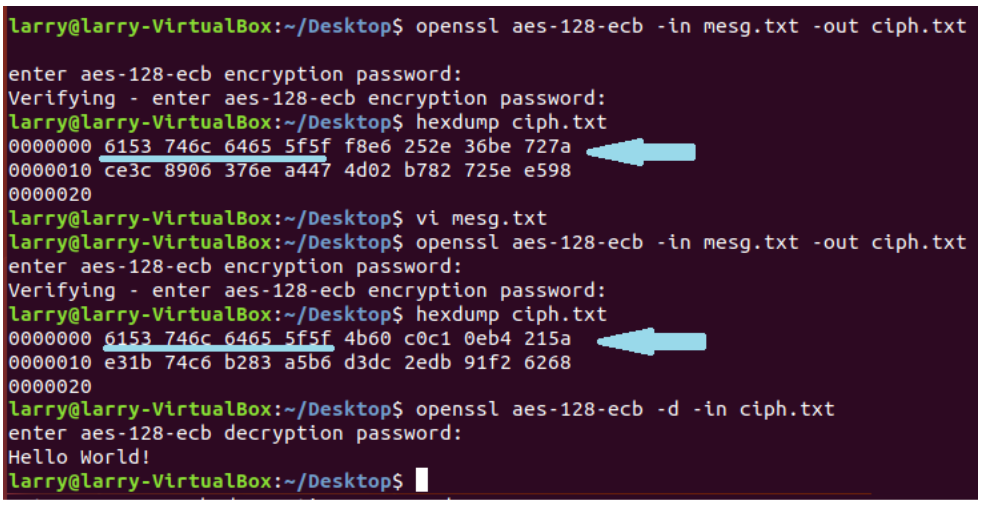 larry@larry-VirtualBox:~/Desktop$ openssl aes-128-ecb -in mesg.txt -out ciph.txt
enter aes-128-ecb encryption password:
Verifying - enter aes-128-ecb encryption password:
larry@larry-VirtualBox:~/Desktop$ hexdump ciph.txt
0000000 6153 746c 6465 5f5f f8e6 252e 36be 727a
0000010 ce3c 8906 376e a447 4d02 b782 725e e598
0000020
larry@larry-VirtualBox:~/Desktop$ vi mesg.txt
larry@larry-VirtualBox:~/Desktop$ openssl aes-128-ecb -in mesg.txt -out ciph.txt
enter aes-128-ecb encryption password:
Verifying - enter aes-128-ecb encryption password:
larry@larry-VirtualBox:~/Desktop$ hexdump ciph.txt
0000000 6153 746c 6465 5f5f 4b60 c0c1 0eb4 215a
0000010 e31b 74c6 b283 a5b6 d3dc 2edb 91f2 6268
0000020
larry@larry-VirtualBox:~/Desktop$ openssl aes-128-ecb -d -in ciph.txt
enter aes-128-ecb decryption password:
Hello World!
larry@larry-VirtualBox:~/Desktop$